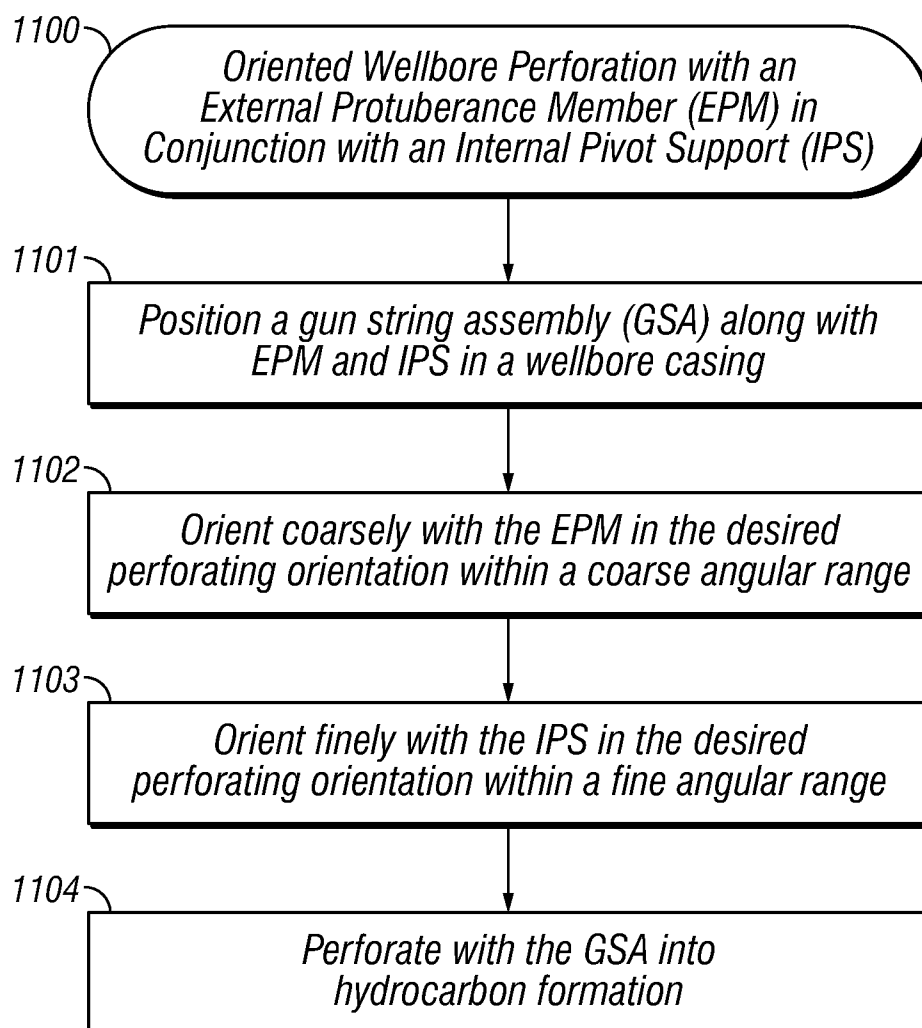 1100
Oriented Wellbore Perforation with an
External Protuberance Member (EPM) in
Conjunction with an Internal Pivot Support (IPS)
1101
Position a gun string assembly (GSA) along with
EPM and IPS in a wellbore casing
1102
Orient coarsely with the EPM in the desired
perforating orientation within a coarse angular range
1103
Orient finely with the IPS in the desired
perforating orientation within a fine angular range
1104
Perforate with the GSA into
hydrocarbon formation